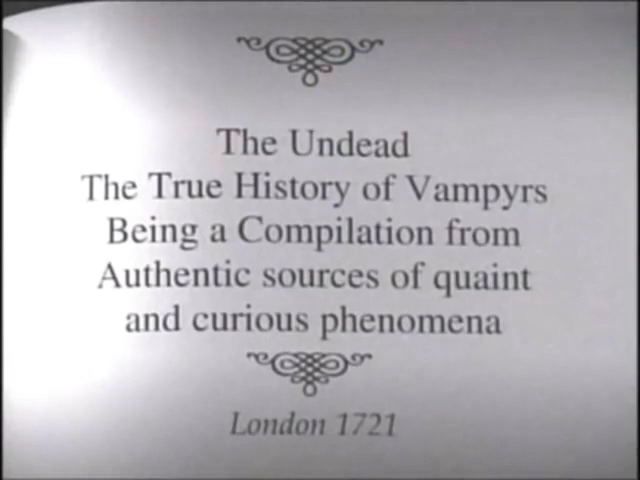 The Undead
The True History of Vampyrs
Being a Compilation from
Authentic sources of quaint
and curious phenomena
London 1721